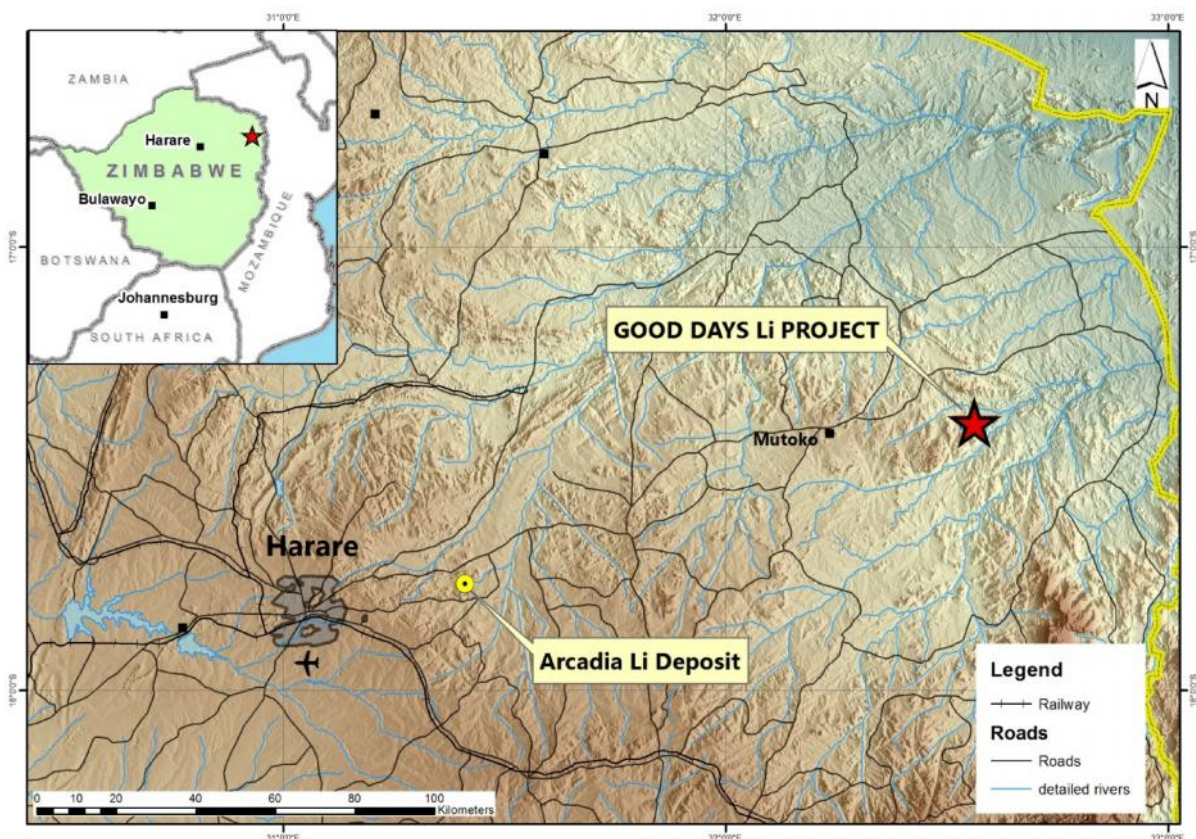 31°0'0"E
32°0'0"E
33°0'0"E
ZAMBIA
Harare
ZIMBABWE
Bulawayo
MOZAMBIQUE
BOTSWANA
Johannesburg
SOUTH AFRICA
N
17°0'0"S
17°0'0"S
GOOD DAYS Li PROJECT
Mutoko
Harare
Arcadia Li Deposit
18°0'0"S
18°0'0"S
Legend
Railway
Roads
Roads
detailed rivers
0 10 20 40 60 80 100
Kilometers
31°0'0"E
32°0'0"E
33°0'0"E